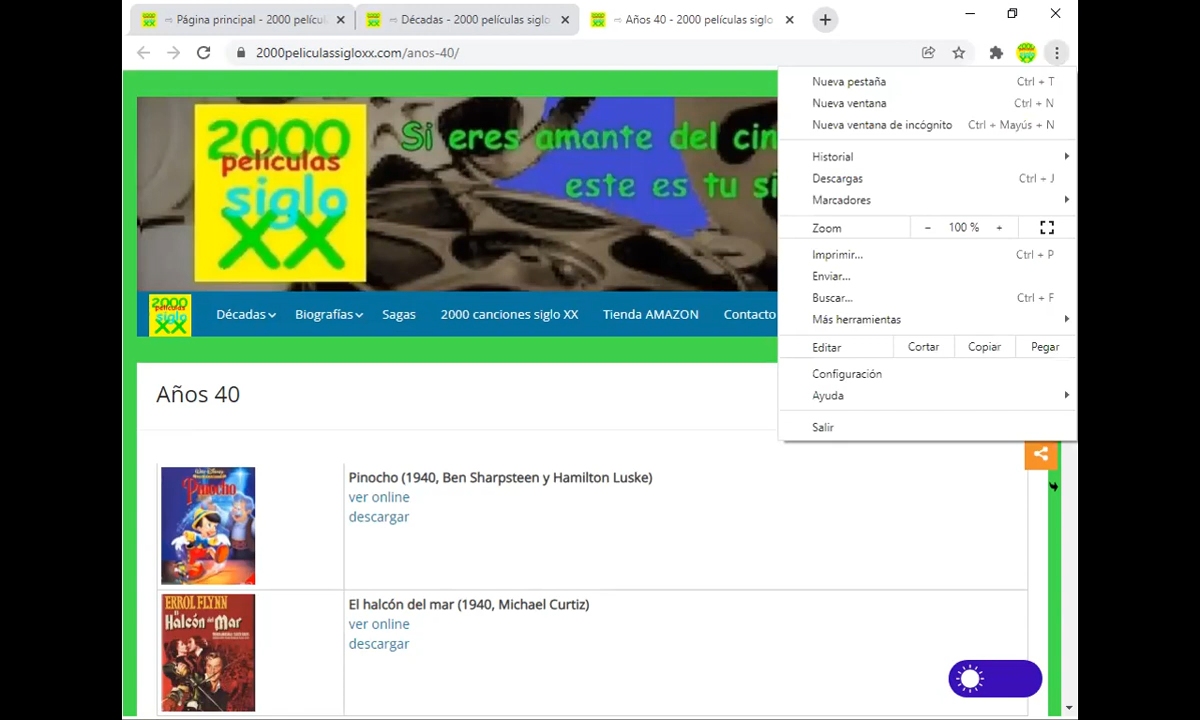 Página principal - 2000 películ
Décadas - 2000 películas siglo
Años 40 - 2000 películas siglo
2000peliculassigloxx.com/anos-40/
Nueva pestaña Ctrl + T
Nueva ventana Ctrl + N
Nueva ventana de incógnito Ctrl + Mayús + N
Historial
Descargas Ctrl + J
Marcadores
Zoom - 100 % +
Imprimir... Ctrl + P
Enviar...
Buscar... Ctrl + F
Más herramientas
Editar Cortar Copiar Pegar
Configuración
Ayuda
Salir
2000
películas
siglo
XX
Si eres amante del cin
este es tu si
2000
películas
siglo
XX
Décadas Biografías Sagas 2000 canciones siglo XX Tienda AMAZON Contacto
Años 40
Pinocho
Pinocho (1940, Ben Sharpsteen y Hamilton Luske)
ver online
descargar
ERROL FLYNN
El HALCÓN del MAR
El halcón del mar (1940, Michael Curtiz)
ver online
descargar